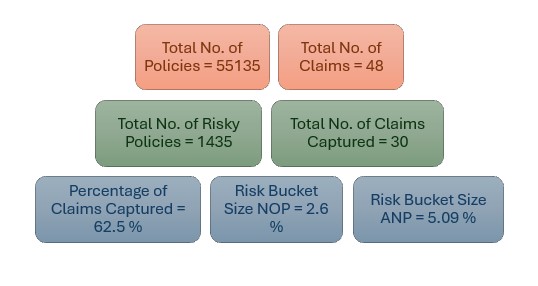 Total No. of
Policies = 55135
Total No. of
Claims = 48
Total No. of Risky
Policies = 1435
Total No. of Claims
Captured = 30
Percentage of
Claims Captured =
62.5 %
Risk Bucket
Size NOP = 2.6
%
Risk Bucket Size
ANP = 5.09 %